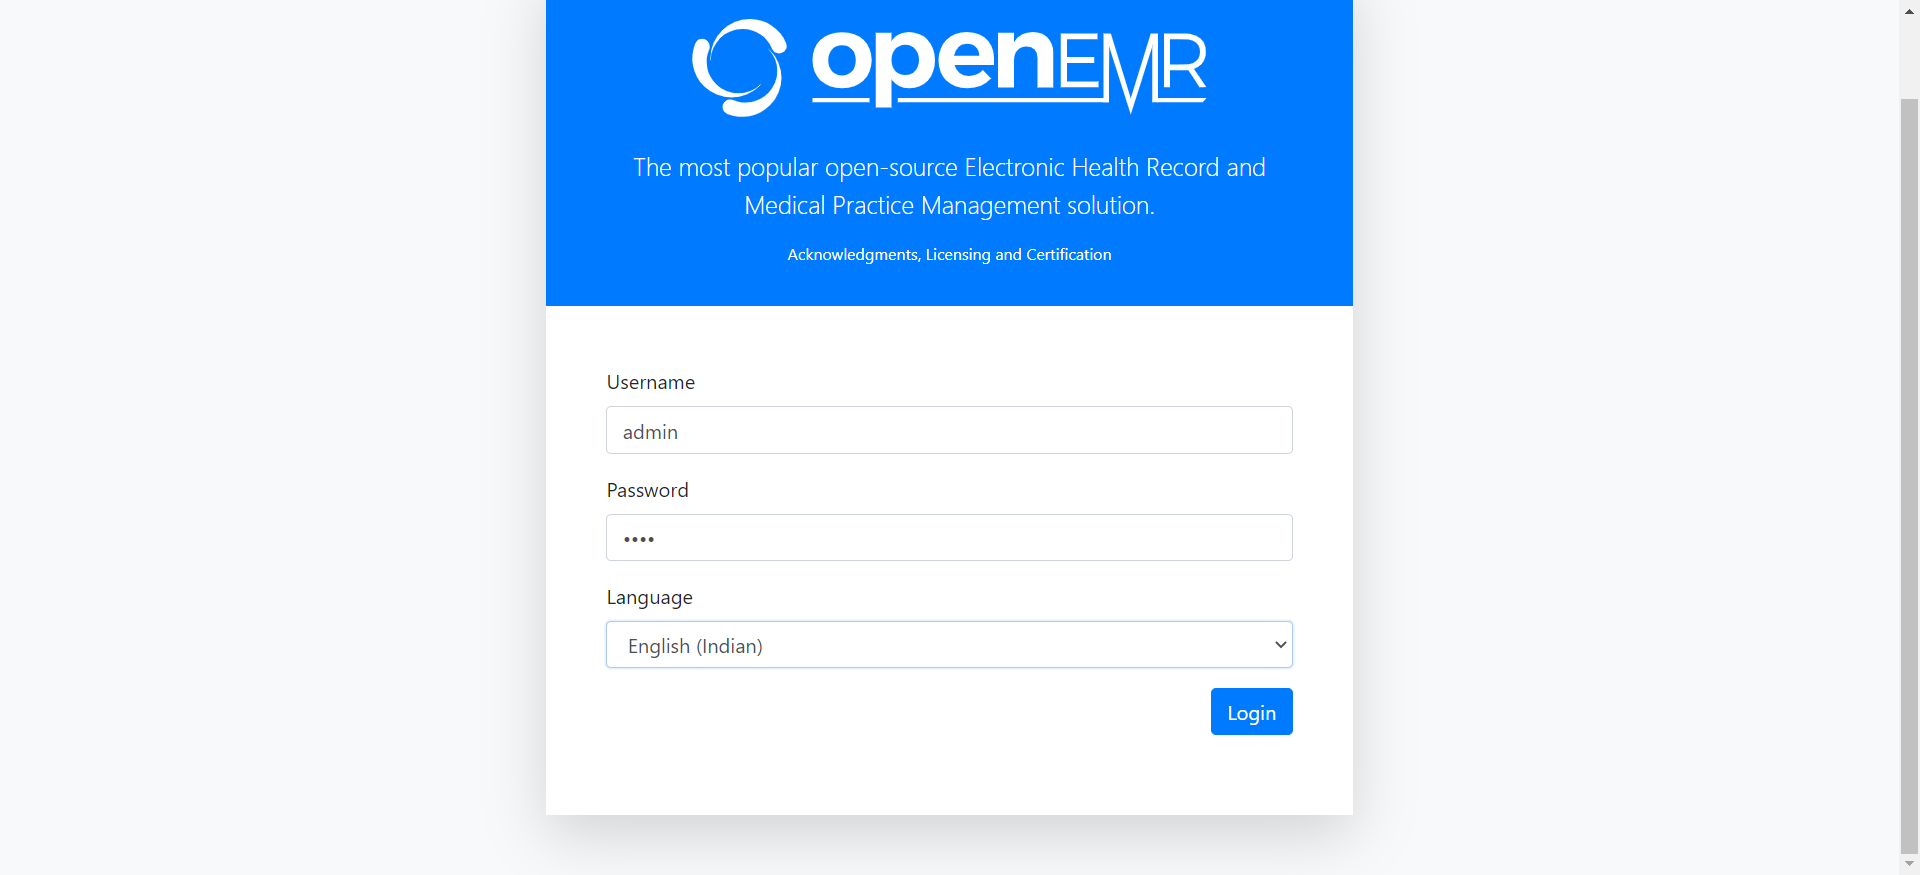 openEMR
The most popular open-source Electronic Health Record and
Medical Practice Management solution.
Acknowledgments, Licensing and Certification
Username
admin
Password
••••
Language
English (Indian)
Login